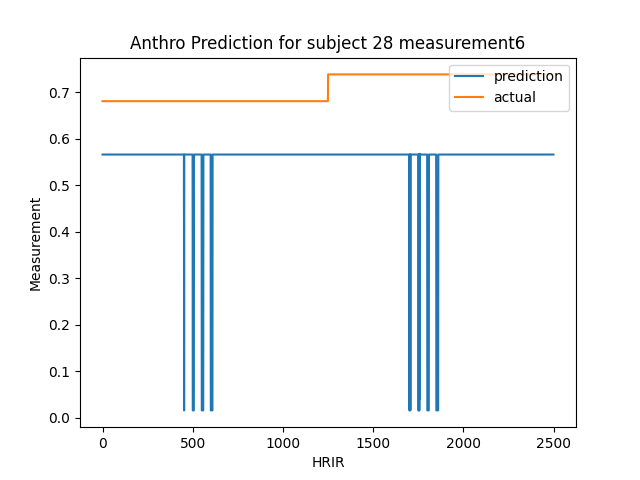 Anthro Prediction for subject 28 measurement6
prediction
actual
0.7
0.6
0.5
0.4
0.3
0.2
0.1
0.0
Measurement
0 500 1000 1500 2000 2500
HRIR